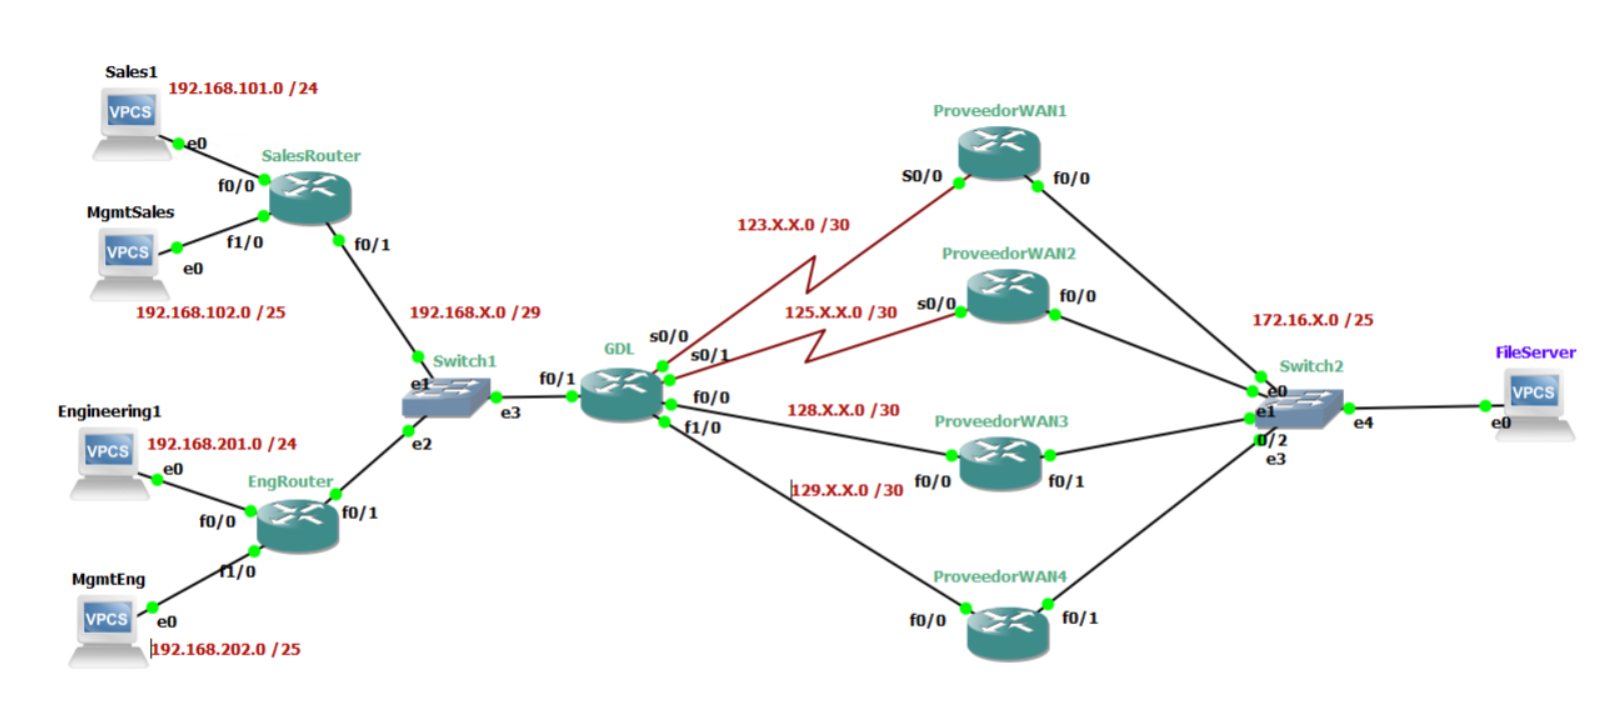 Sales1
192.168.101.0 /24
VPCS
e0
SalesRouter
f0/0
MgmtSales
f1/0
f0/1
VPCS
e0
192.168.102.0 /25
192.168.X.0 /29
Switch1
e1
e3
e2
Engineering1
192.168.201.0 /24
VPCS
e0
EngRouter
f0/0
f0/1
f1/0
MgmtEng
VPCS
e0
192.168.202.0 /25
GDL
f0/1
s0/0
s0/1
f0/0
f1/0
123.X.X.0 /30
125.X.X.0 /30
128.X.X.0 /30
129.X.X.0 /30
ProveedorWAN1
S0/0
f0/0
ProveedorWAN2
s0/0
f0/0
ProveedorWAN3
f0/0
f0/1
ProveedorWAN4
f0/0
f0/1
172.16.X.0 /25
Switch2
e0
e1
0/2
e3
e4
FileServer
VPCS
e0